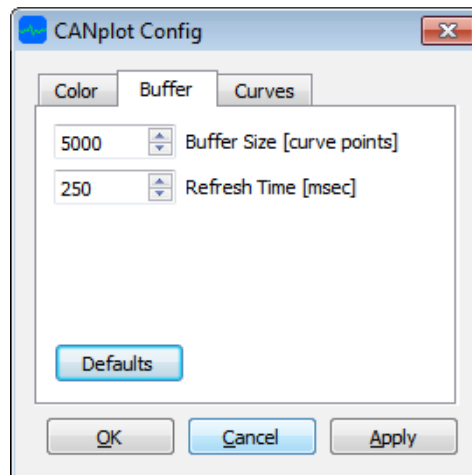 CANplot Config
Color Buffer Curves
5000 Buffer Size [curve points]
250 Refresh Time [msec]
Defaults
OK Cancel Apply